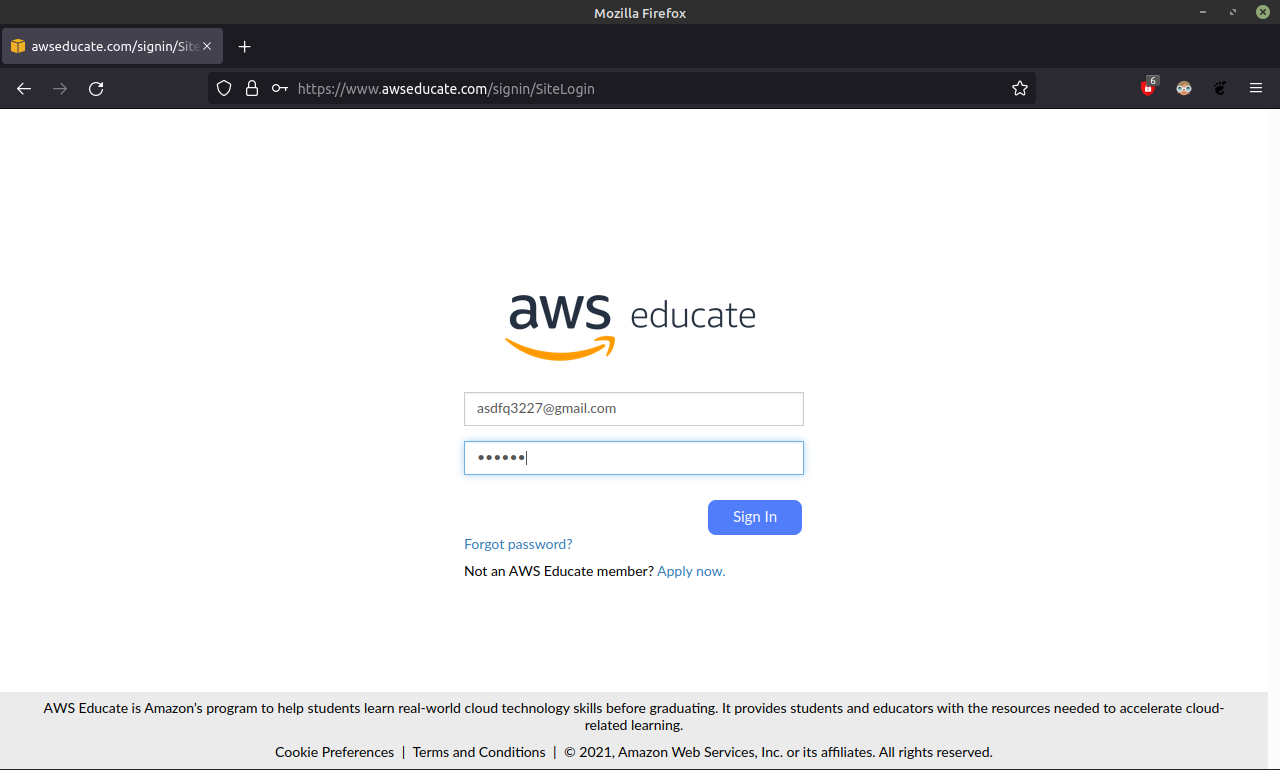 Mozilla Firefox
awseducate.com/signin/Site
6
https://www.awseducate.com/signin/SiteLogin
aws educate
asdfq3227@gmail.com
••••••
Sign In
Forgot password?
Not an AWS Educate member? Apply now.
AWS Educate is Amazon's program to help students learn real-world cloud technology skills before graduating. It provides students and educators with the resources needed to accelerate cloud-
related learning.
Cookie Preferences | Terms and Conditions | © 2021, Amazon Web Services, Inc. or its affiliates. All rights reserved.